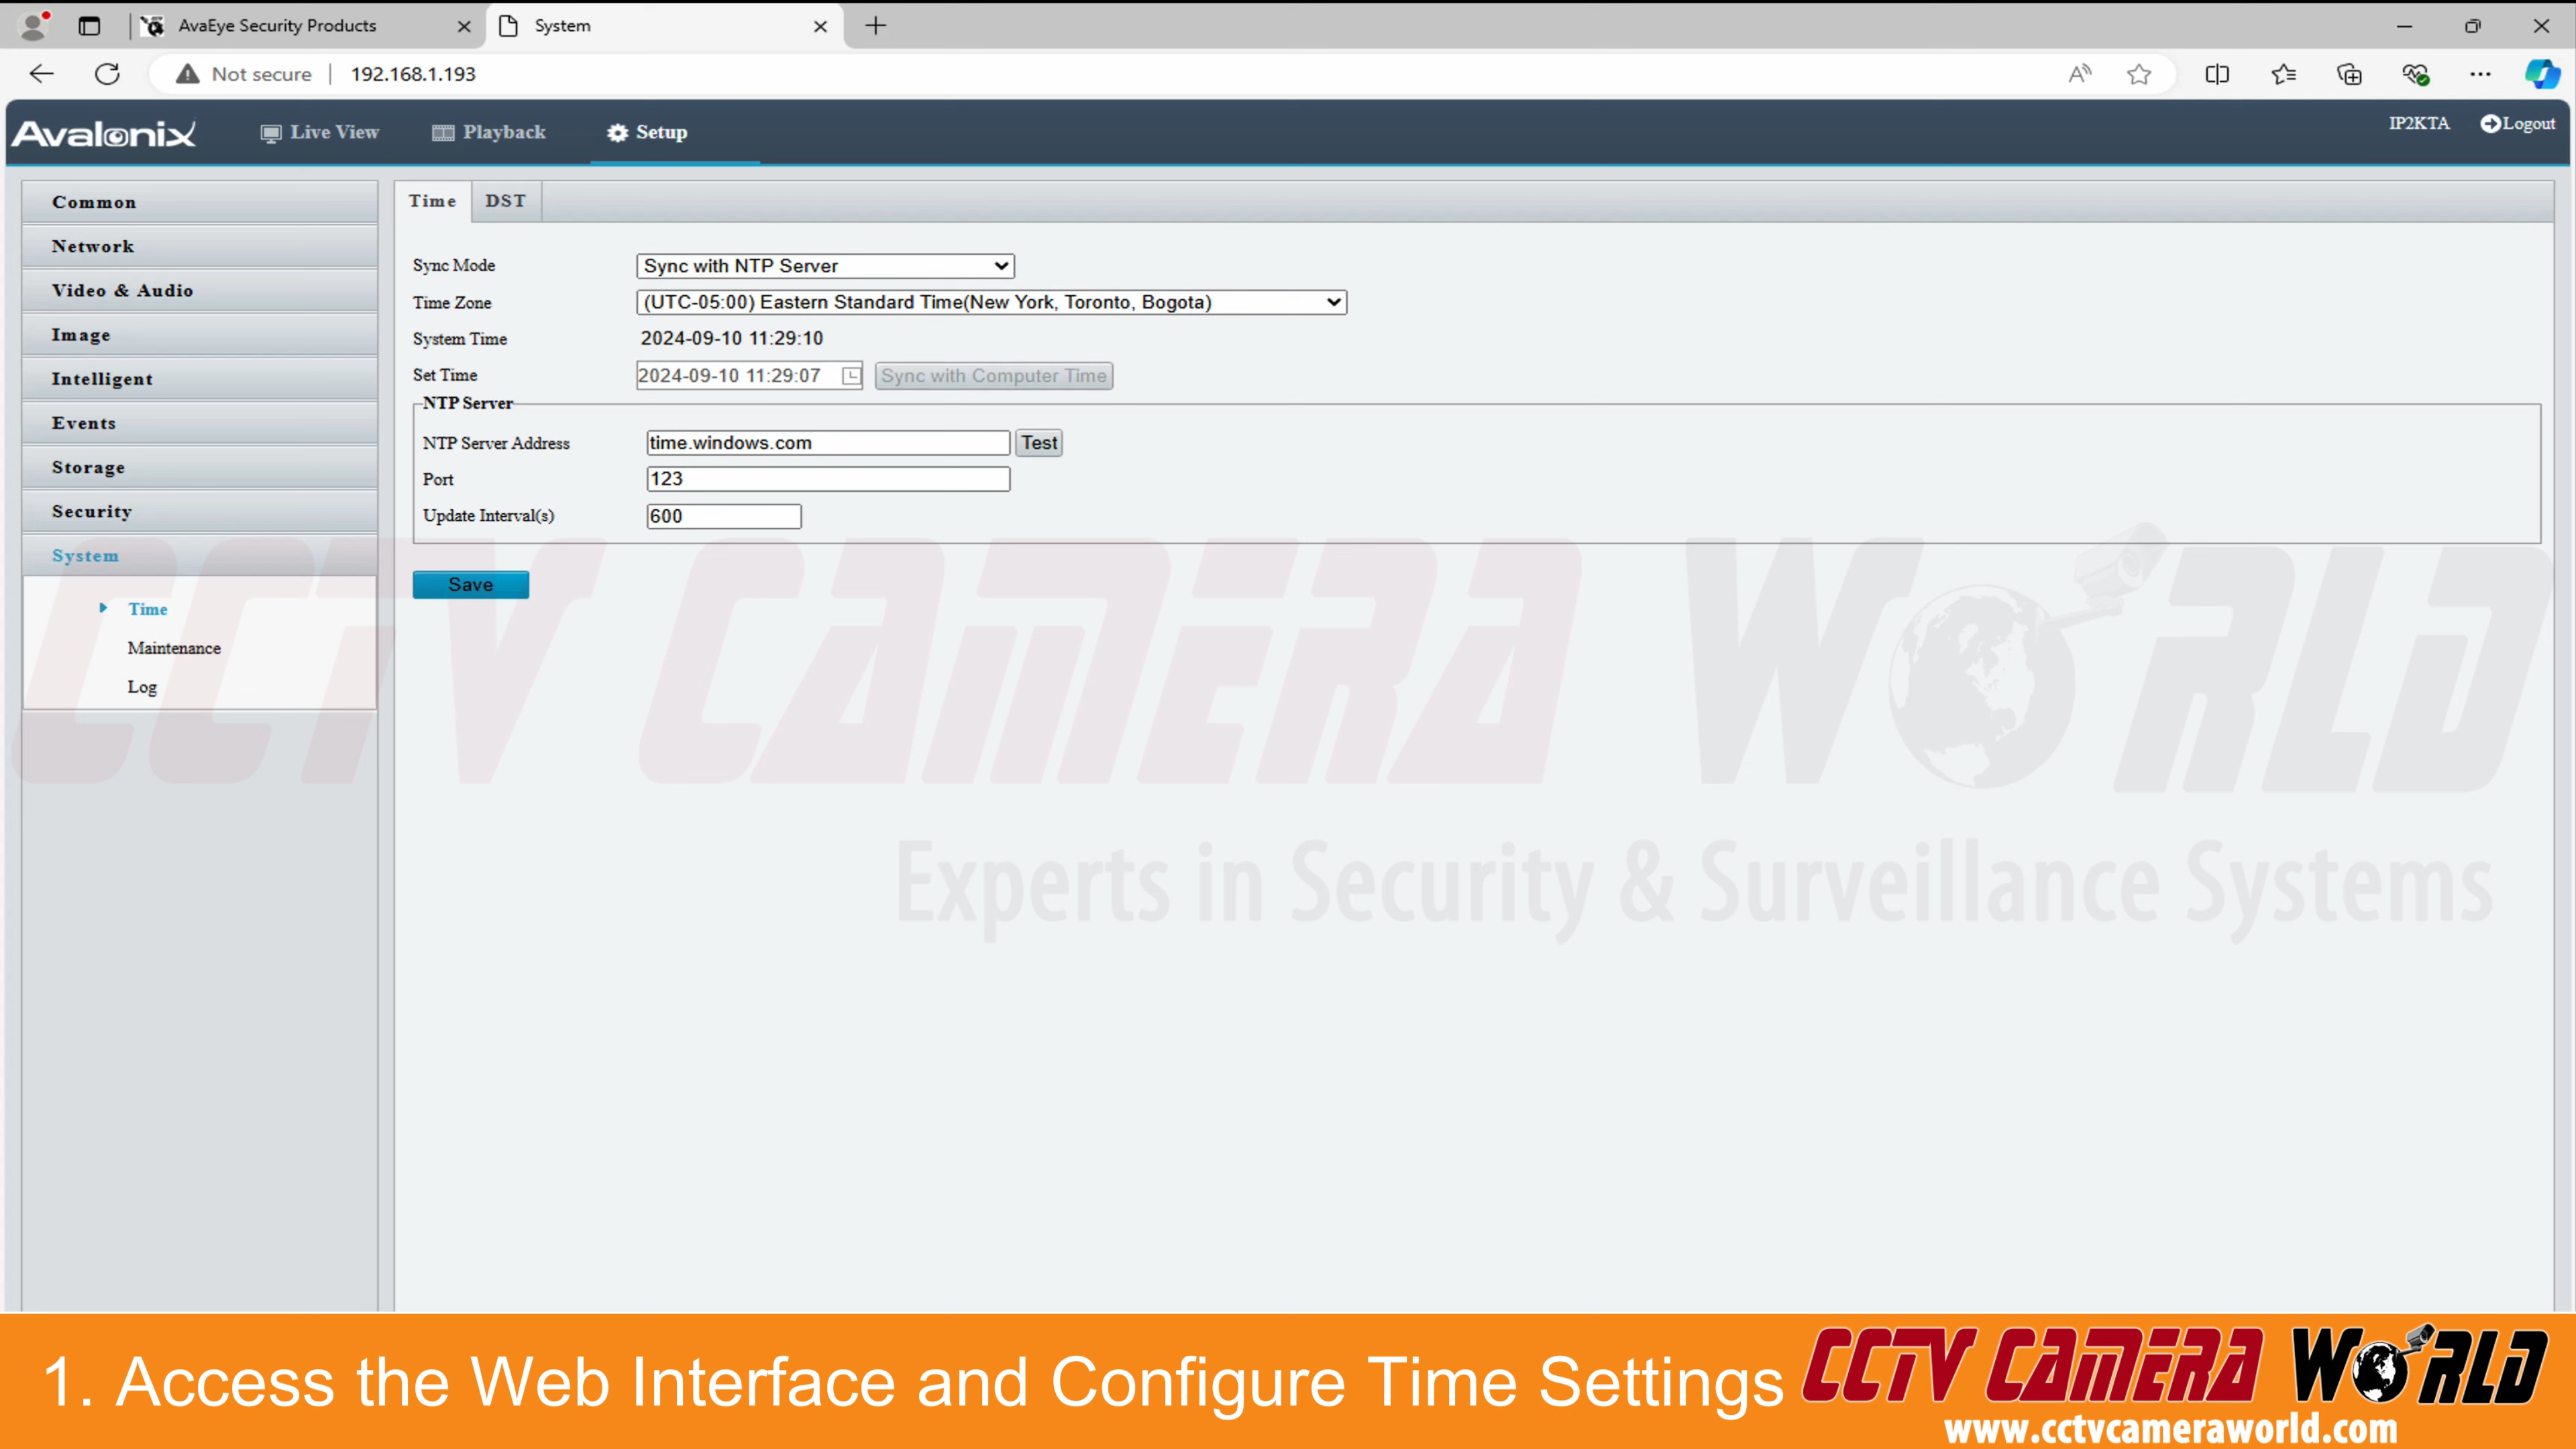 AvaEye Security Products
System
Not secure
192.168.1.193
Avalonix
Live View
Playback
Setup
IP2KTA
Logout
Common
Network
Video & Audio
Image
Intelligent
Events
Storage
Security
System
Time
Maintenance
Log
Time
DST
Sync Mode
Sync with NTP Server
Time Zone
(UTC-05:00) Eastern Standard Time(New York, Toronto, Bogota)
System Time
2024-09-10 11:29:10
Set Time
2024-09-10 11:29:07
Sync with Computer Time
NTP Server
NTP Server Address
time.windows.com
Test
Port
123
Update Interval(s)
600
Save
CCTV CAMERA WORLD
Experts in Security & Surveillance Systems
1. Access the Web Interface and Configure Time Settings
CCTV CAMERA WORLD
www.cctvcameraworld.com